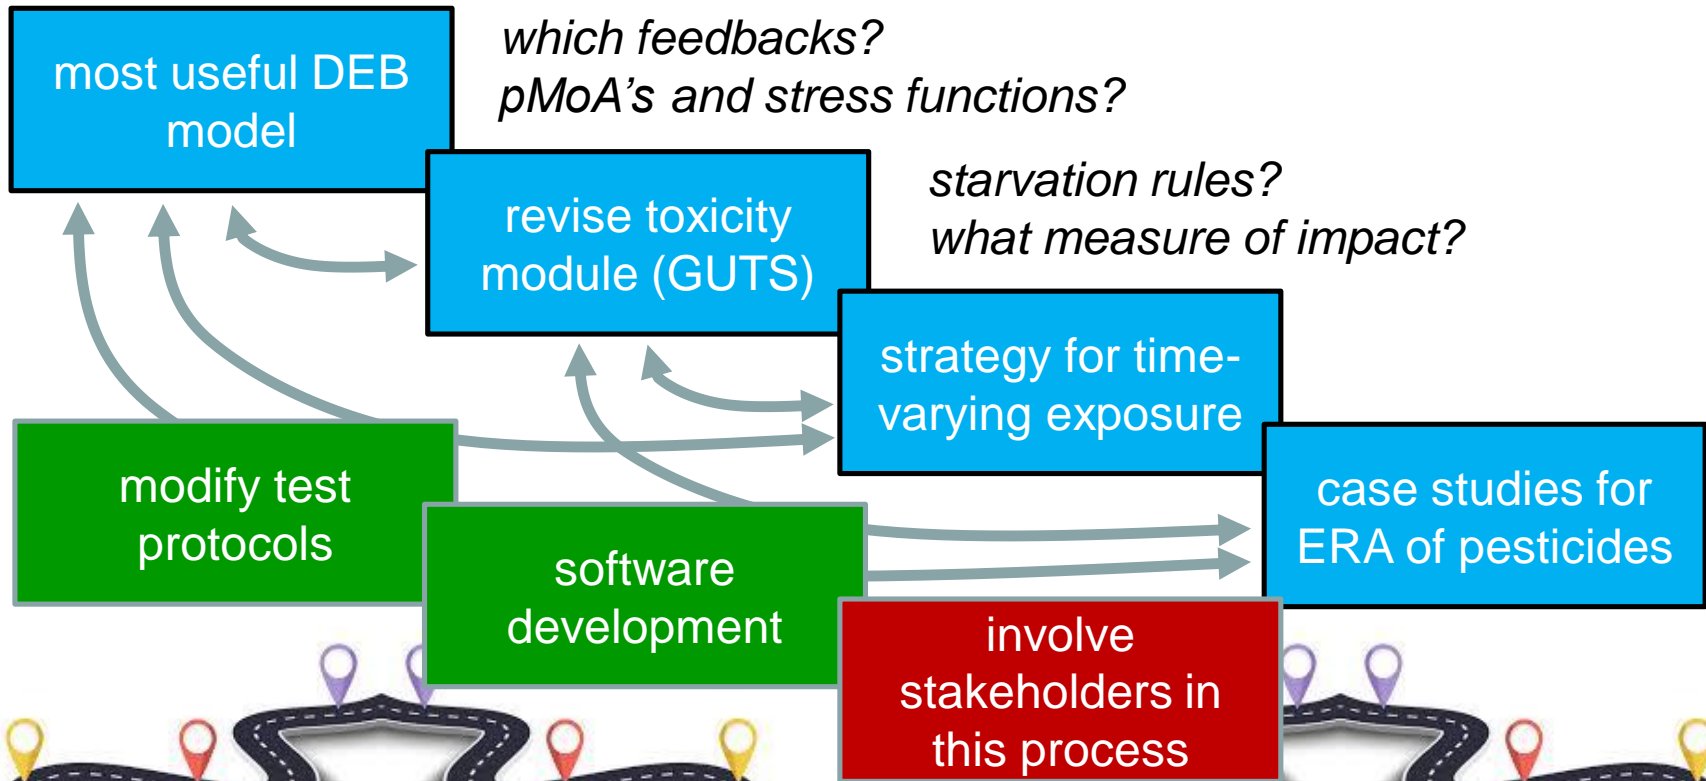 most useful DEB
model
which feedbacks?
pMoA's and stress functions?
revise toxicity
module (GUTS)
starvation rules?
what measure of impact?
strategy for time-
varying exposure
case studies for
ERA of pesticides
modify test
protocols
software
development
involve
stakeholders in
this process